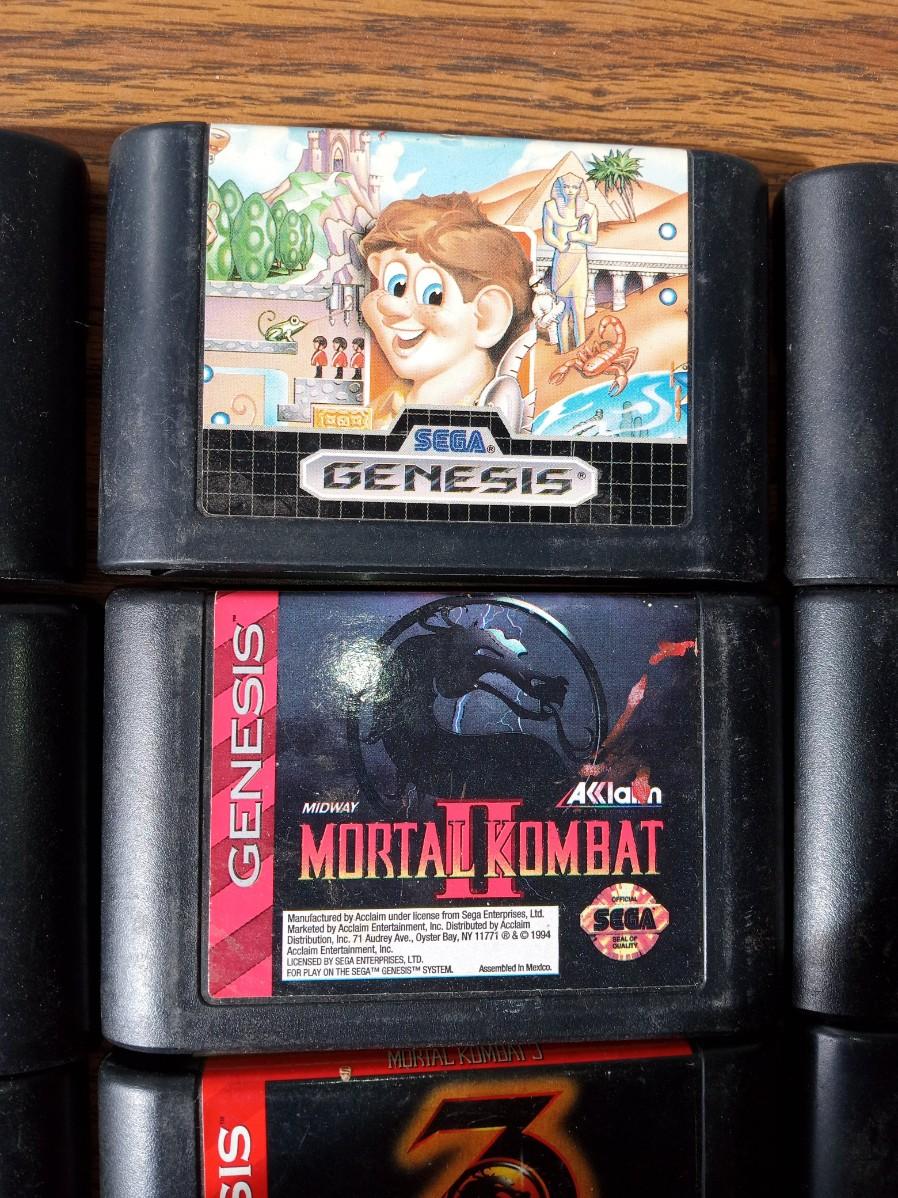 SEGA®
GENESIS®
GENESIS™
MIDWAY
AKklaim
MORTAL KOMBAT
II
Manufactured by Acclaim under license from Sega Enterprises, Ltd.
Marketed by Acclaim Entertainment, Inc. Distributed by Acclaim
Distribution, Inc. 71 Audrey Ave., Oyster Bay, NY 11771 ® & © 1994
Acclaim Entertainment, Inc.
LICENSED BY SEGA ENTERPRISES, LTD.
FOR PLAY ON THE SEGA™ GENESIS™ SYSTEM.
Assembled in Mexico.
OFFICIAL
SEGA
SEAL OF
QUALITY
MORTAL KOMBAT 3
SIS™
3